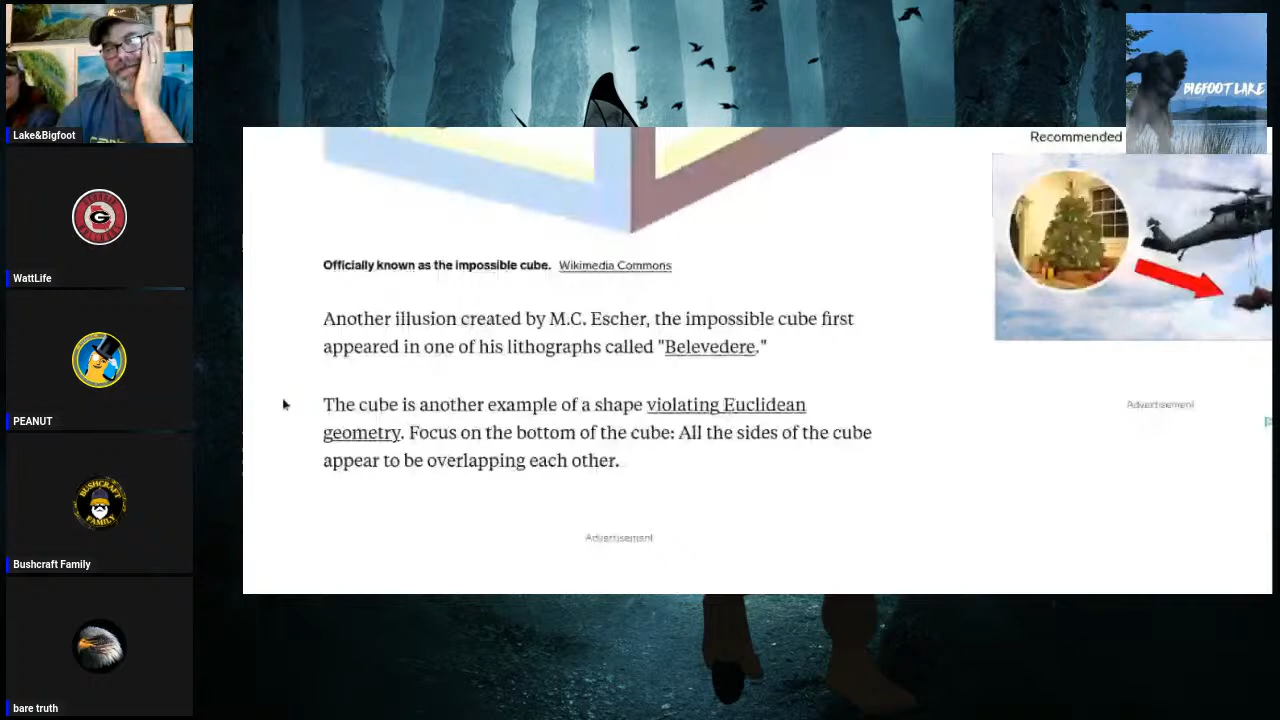 Lake&Bigfoot
WattLife
PEANUT
BUSHCRAFT
FAMILY
Bushcraft Family
bare truth
BIGFOOT LAKE
Recommended
Officially known as the impossible cube. Wikimedia Commons
Another illusion created by M.C. Escher, the impossible cube first
appeared in one of his lithographs called "Belevedere."
The cube is another example of a shape violating Euclidean
geometry. Focus on the bottom of the cube: All the sides of the cube
appear to be overlapping each other.
Advertisement
Advertisement